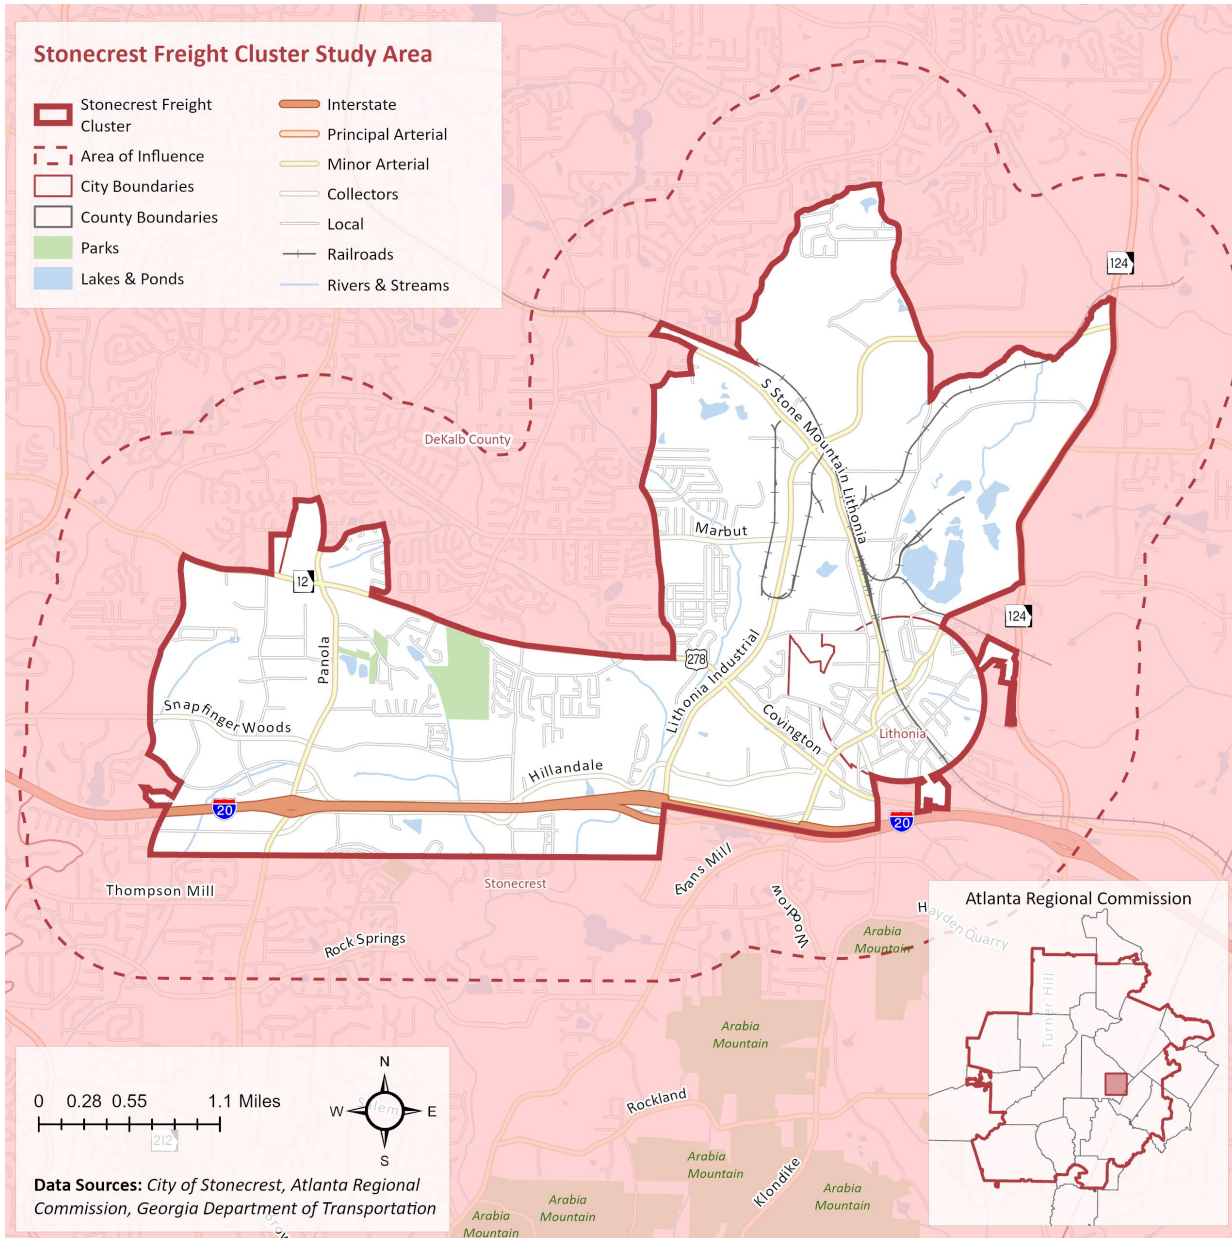 Stonecrest Freight Cluster Study Area
Stonecrest Freight
Cluster
Area of Influence
City Boundaries
County Boundaries
Parks
Lakes & Ponds
Interstate
Principal Arterial
Minor Arterial
Collectors
Local
Railroads
Rivers & Streams
124
DeKalb County
S Stone Mountain Lithonia
Marbut
12
124
Panola
278
Lithonia Industrial
Snapfinger Woods
Covington
Lithonia
Hillandale
20
20
Thompson Mill
Stonecrest
Evans Mill
Woodrow
Rock Springs
Hayden Quarry
Arabia
Mountain
Arabia
Mountain
Rockland
Arabia
Mountain
Klondike
Arabia
Mountain
Arabia
Mountain
Arabia
Mountain
Atlanta Regional Commission
Turner Hill
0 0.28 0.55 1.1 Miles
212
N
W
E
S
Salem
Data Sources: City of Stonecrest, Atlanta Regional
Commission, Georgia Department of Transportation